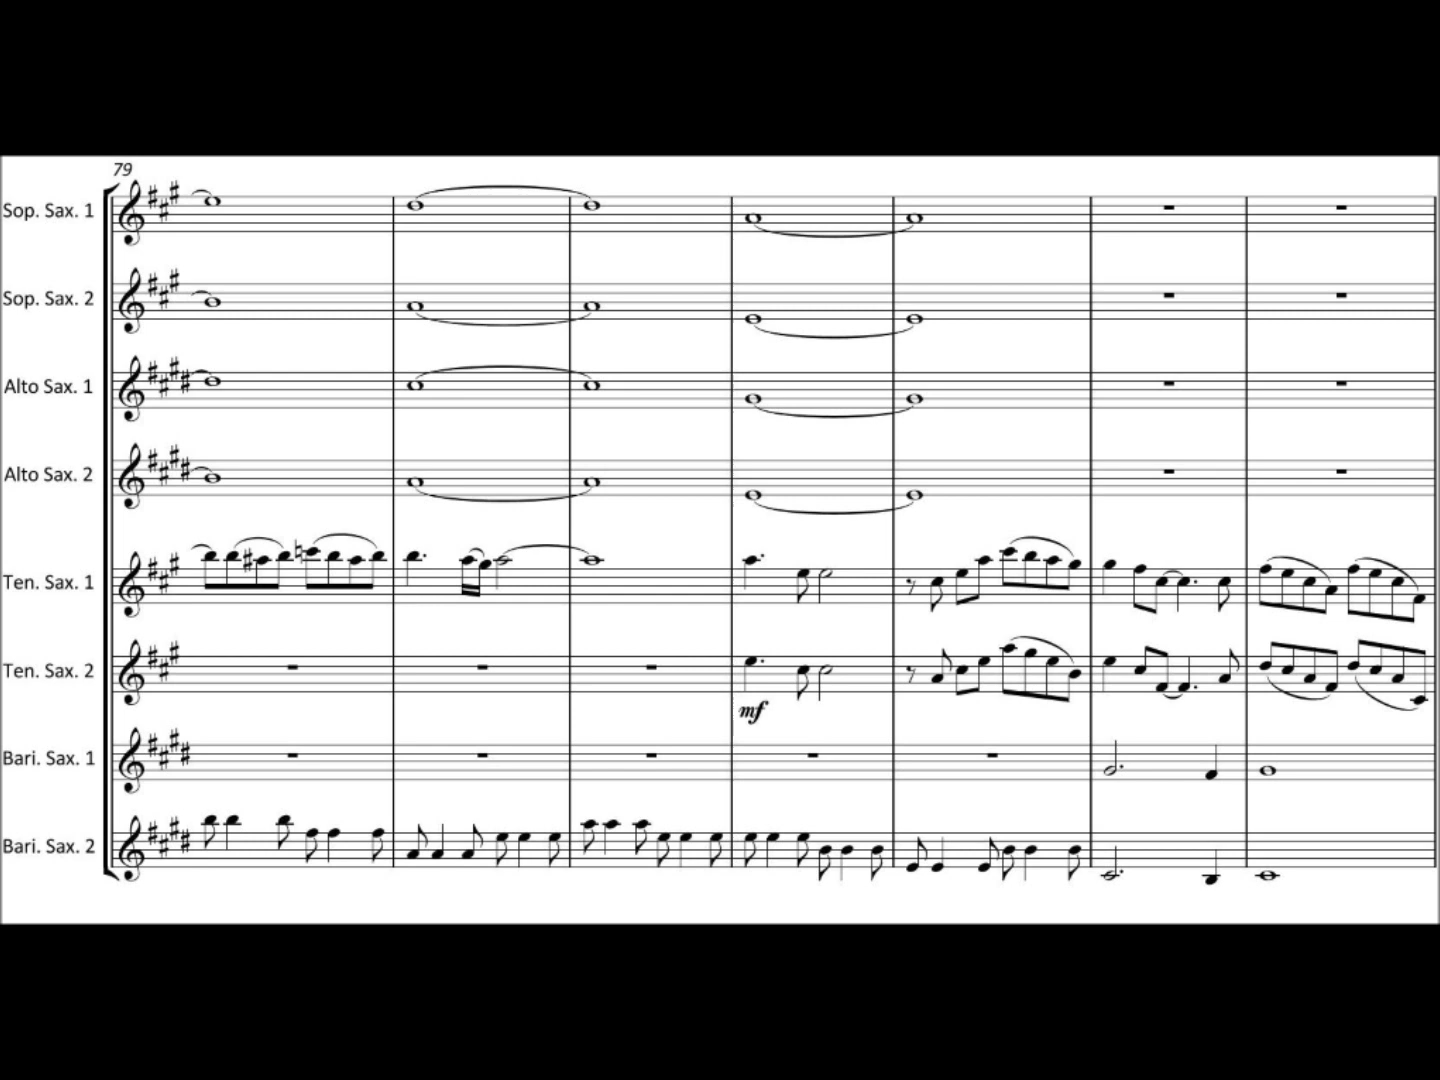 79
Sop. Sax. 1
Sop. Sax. 2
Alto Sax. 1
Alto Sax. 2
Ten. Sax. 1
Ten. Sax. 2
mf
Bari. Sax. 1
Bari. Sax. 2